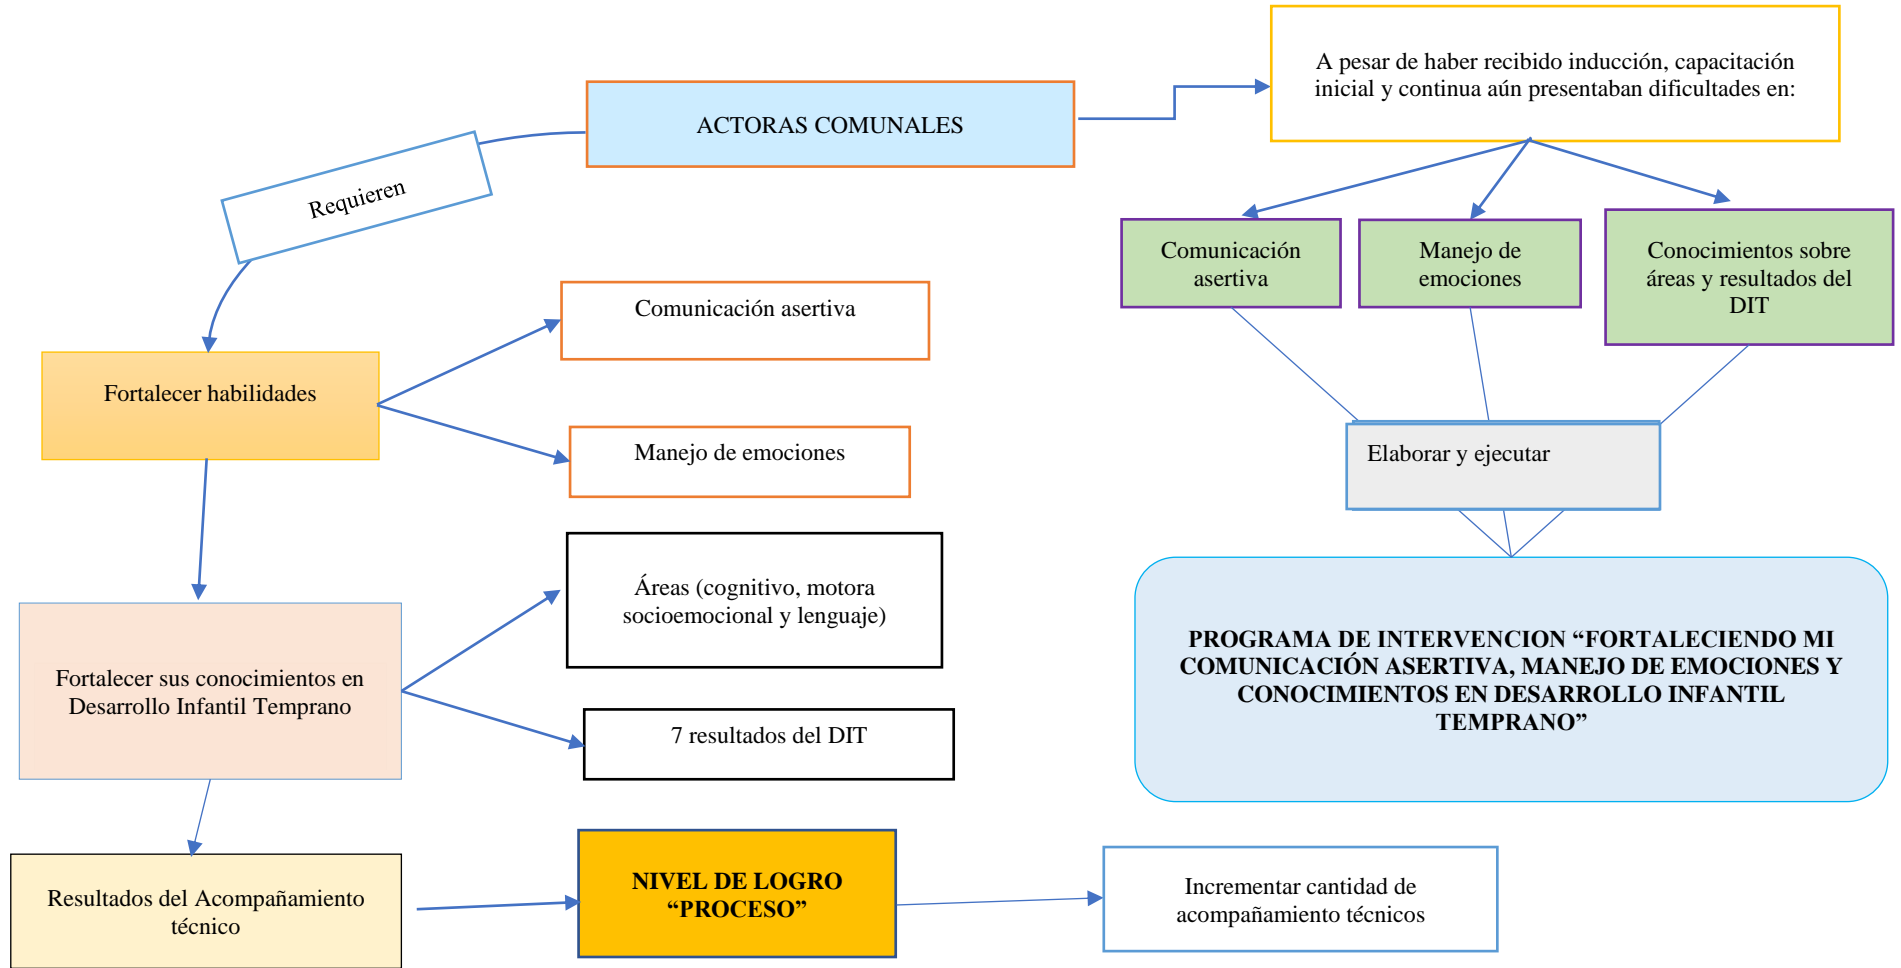 A pesar de haber recibido inducción, capacitación
inicial y continua aún presentaban dificultades en:
ACTORAS COMUNALES
Requieren
Comunicación
asertiva
Manejo de
emociones
Conocimientos sobre
áreas y resultados del
DIT
Comunicación asertiva
Fortalecer habilidades
Manejo de emociones
Elaborar y ejecutar
Áreas (cognitivo, motora
socioemocional y lenguaje)
Fortalecer sus conocimientos en
Desarrollo Infantil Temprano
7 resultados del DIT
PROGRAMA DE INTERVENCION “FORTALECIENDO MI
COMUNICACIÓN ASERTIVA, MANEJO DE EMOCIONES Y
CONOCIMIENTOS EN DESARROLLO INFANTIL
TEMPRANO”
Resultados del Acompañamiento
técnico
NIVEL DE LOGRO
“PROCESO”
Incrementar cantidad de
acompañamiento técnicos